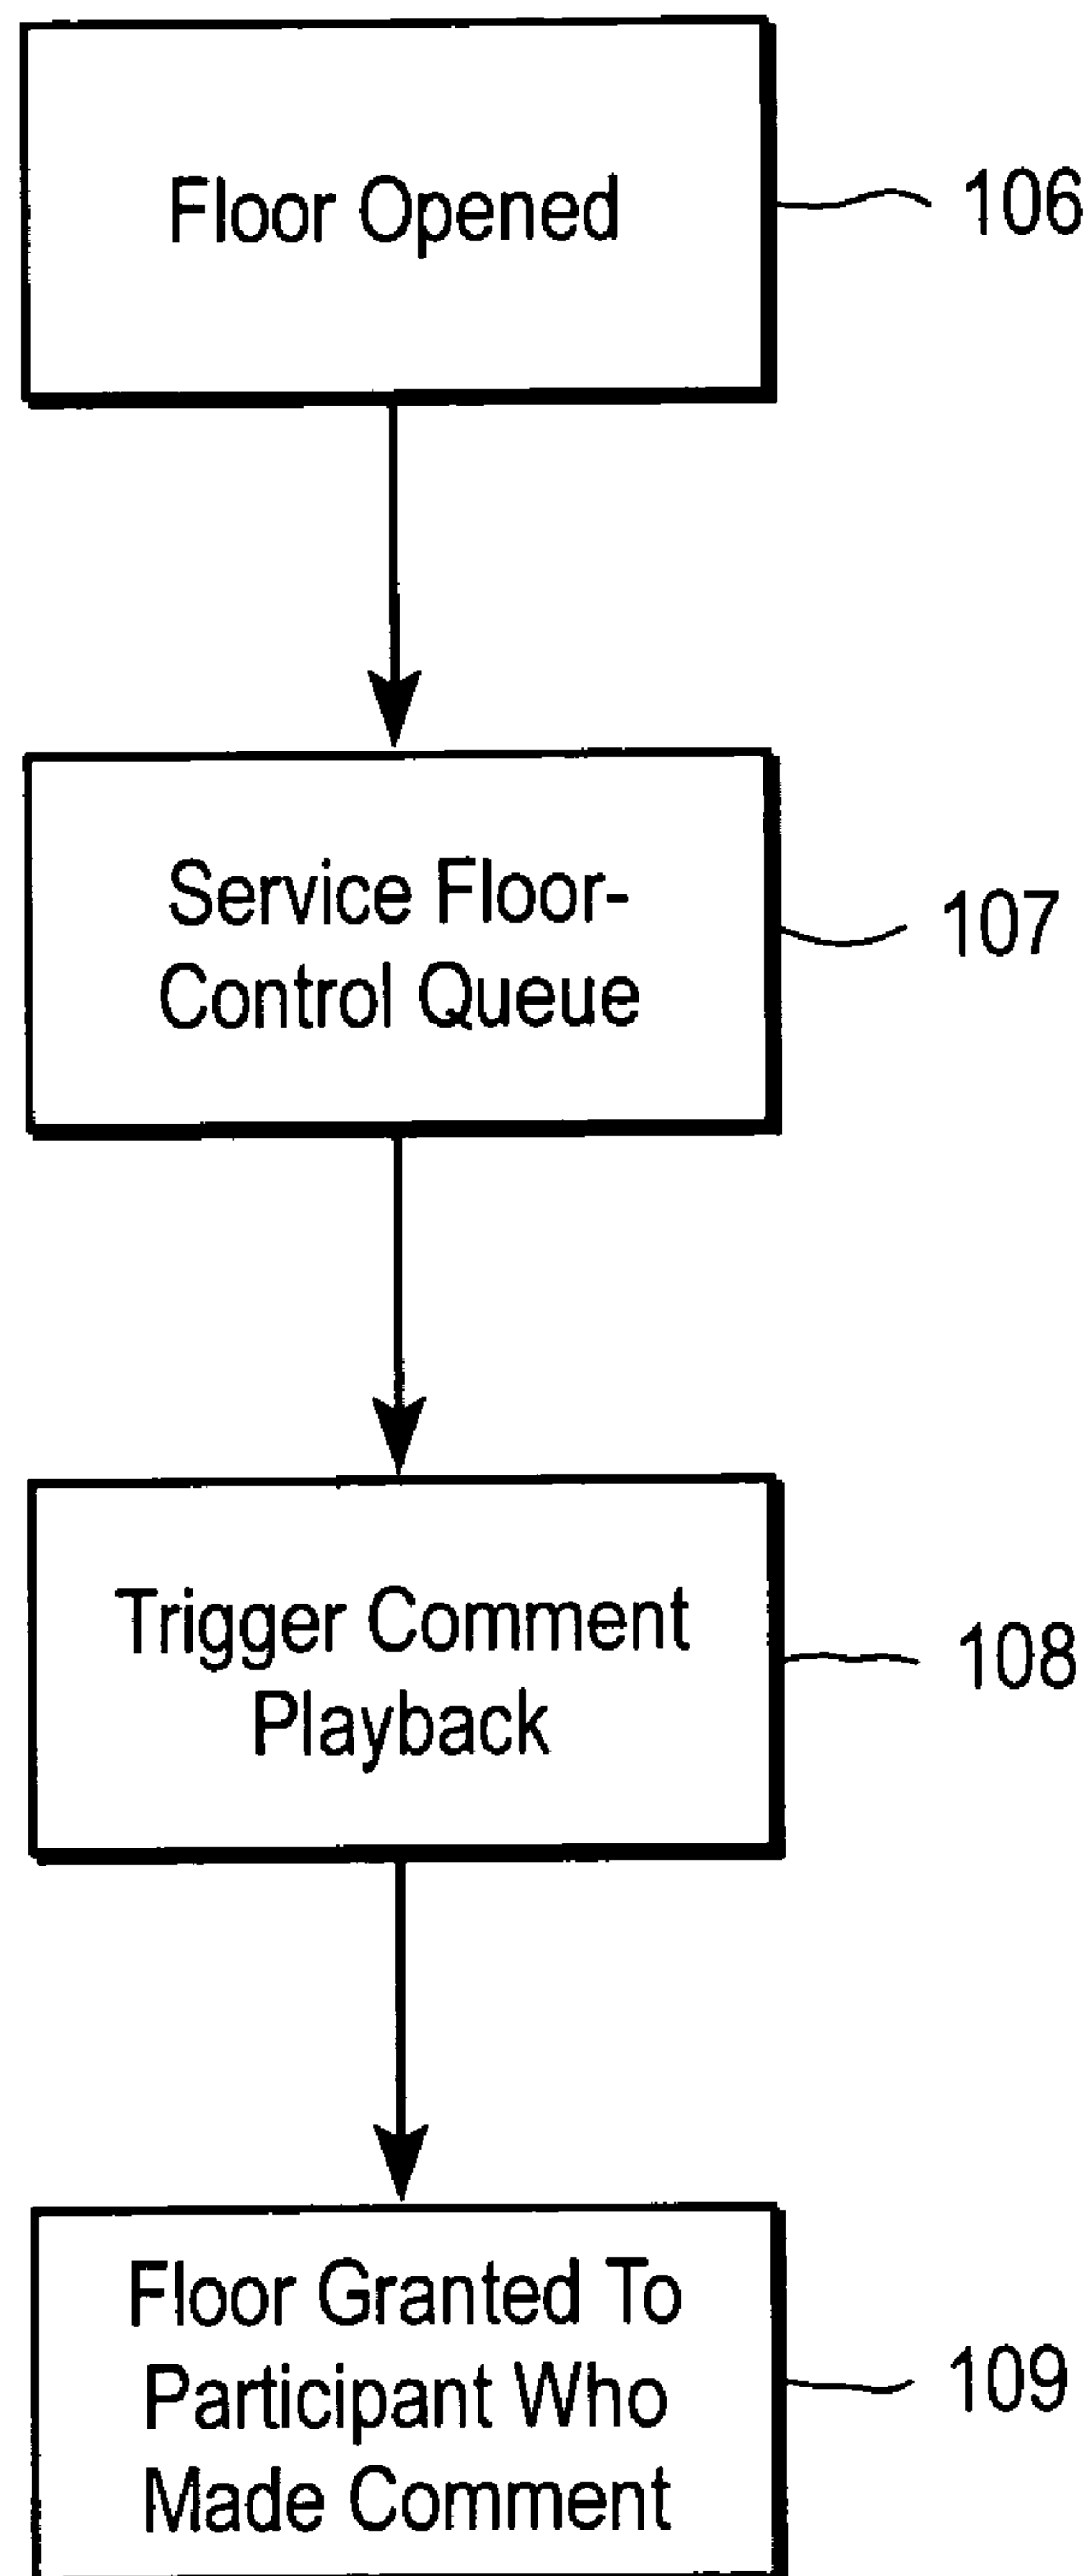 Floor Opened
106
Service Floor-
Control Queue
107
Trigger Comment
Playback
108
Floor Granted To
Participant Who
Made Comment
109